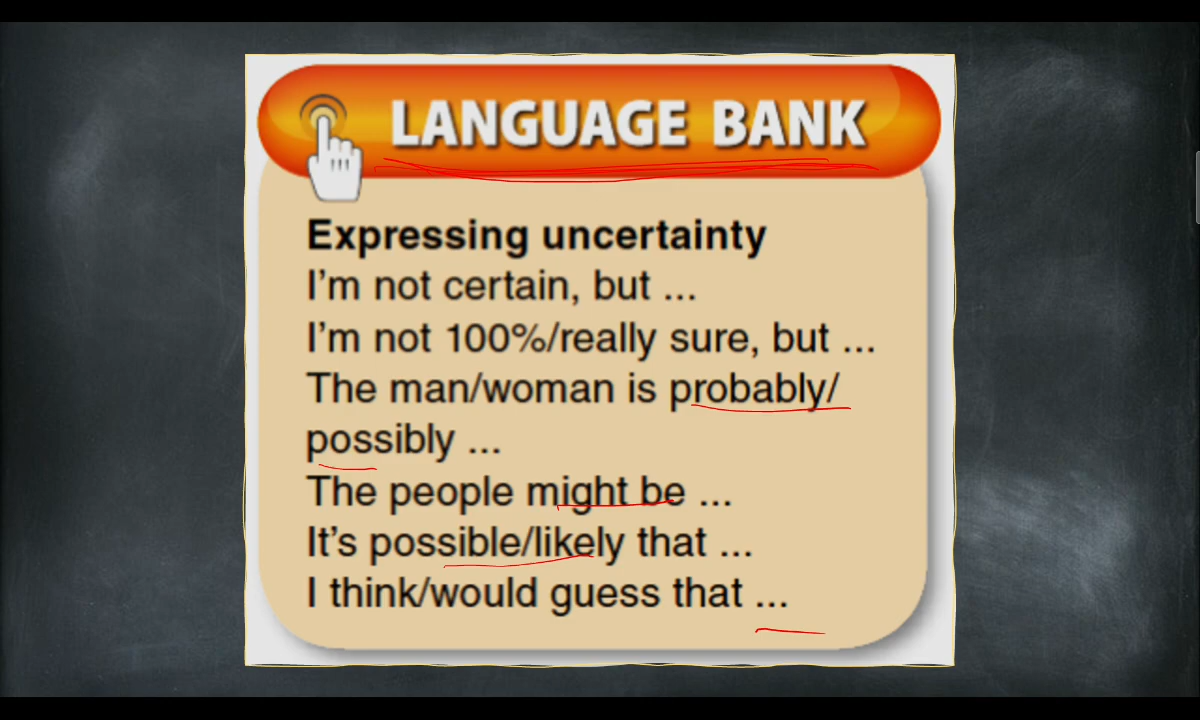 LANGUAGE BANK
Expressing uncertainty
I'm not certain, but ...
I'm not 100%/really sure, but ...
The man/woman is probably/
possibly ...
The people might be ...
It's possible/likely that ...
I think/would guess that ...